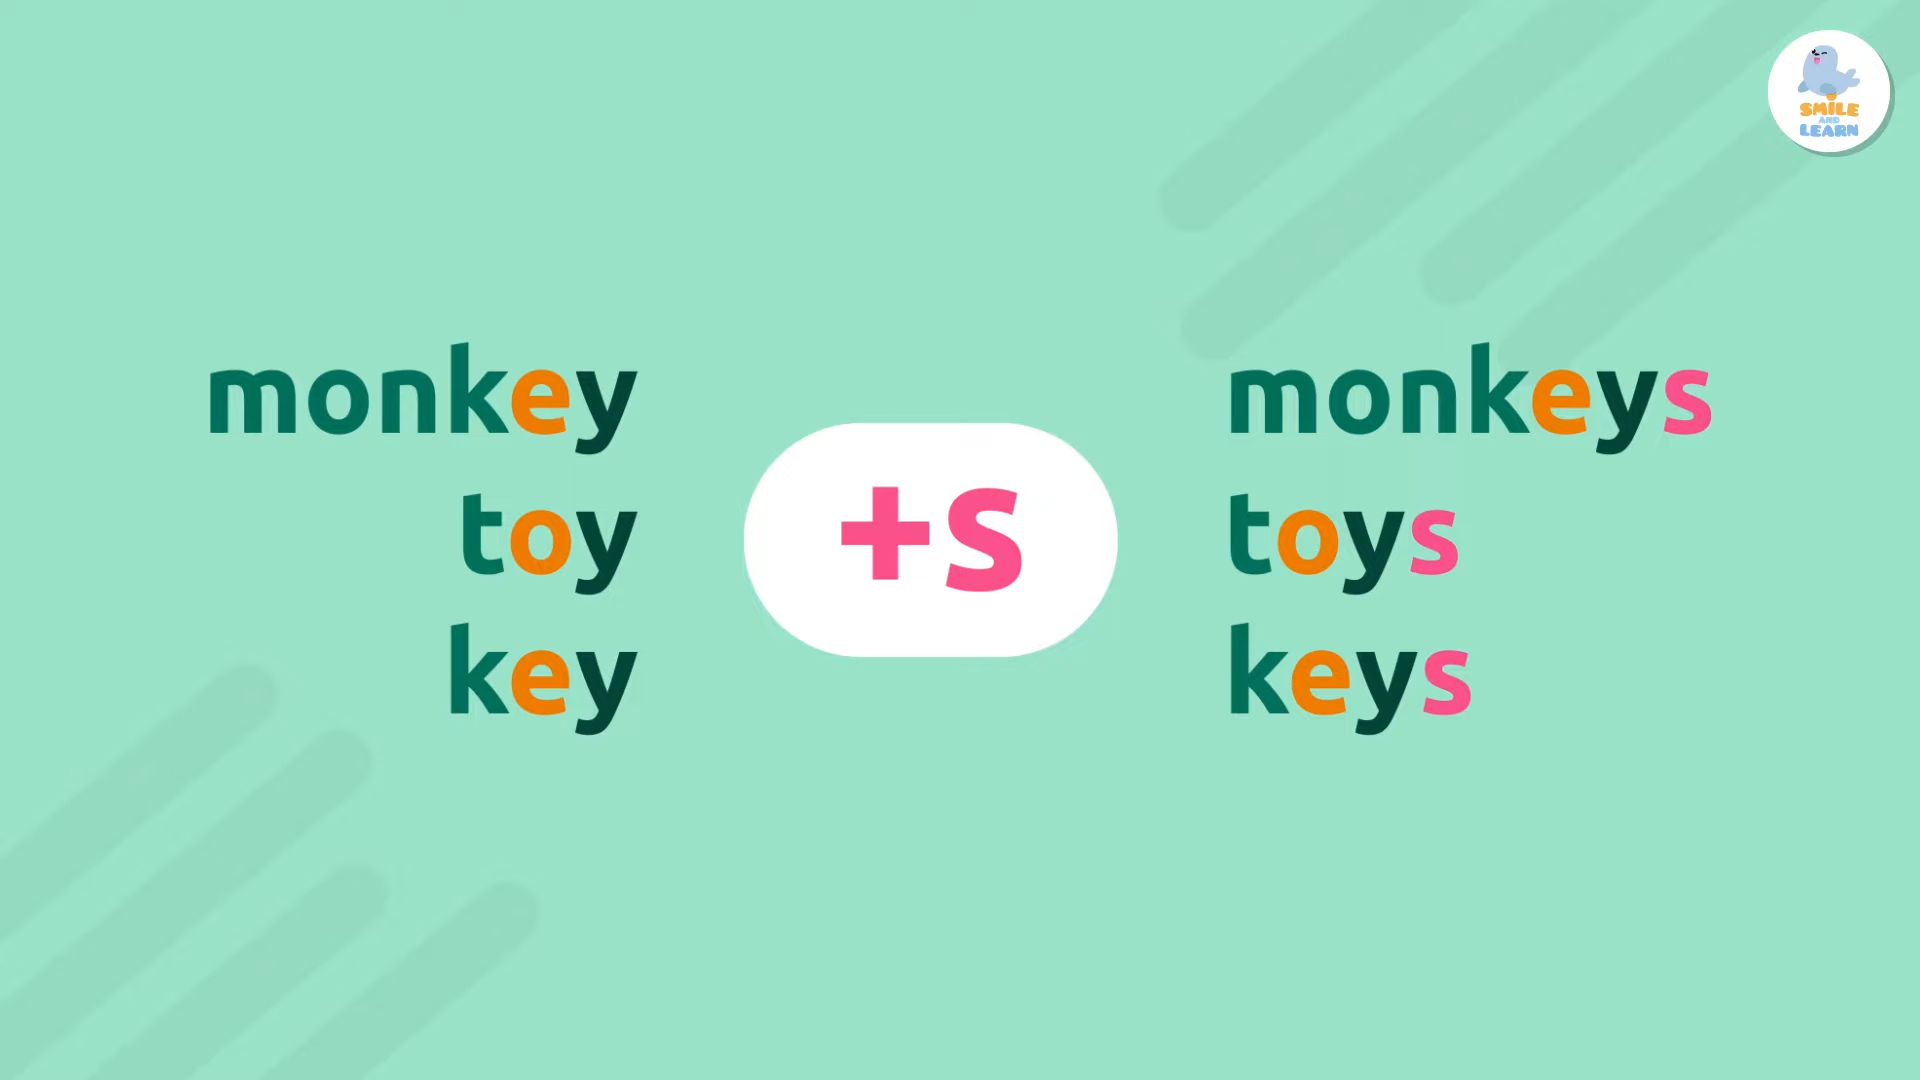 SMILE
AND
LEARN
monkey
toy
key
+s
monkeys
toys
keys